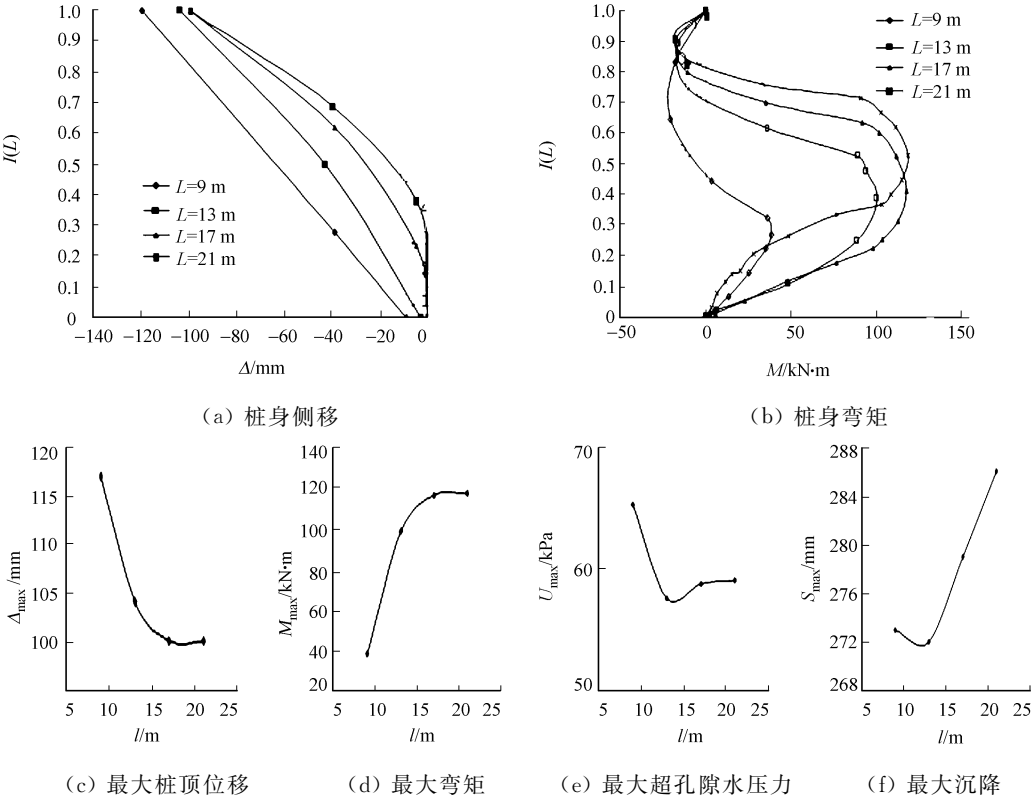 1.0
0.9
0.8
0.7
0.6
0.5
0.4
0.3
0.2
0.1
0
I(L)
L=9 m
L=13 m
L=17 m
L=21 m
−140 −120 −100 −80 −60 −40 −20 0
Δ/mm
(a) 桩身侧移
1.0
0.9
0.8
0.7
0.6
0.5
0.4
0.3
0.2
0.1
0
I(L)
L=9 m
L=13 m
L=17 m
L=21 m
−50 0 50 100 150
M/kN•m
(b) 桩身弯矩
120
115
110
105
100
Δmax/mm
5 10 15 20 25
l/m
(c) 最大桩顶位移
140
120
100
80
60
40
20
Mmax/kN•m
5 10 15 20 25
l/m
(d) 最大弯矩
70
60
50
Umax/kPa
5 10 15 20 25
l/m
(e) 最大超孔隙水压力
288
284
280
276
272
268
Smax/mm
5 10 15 20 25
l/m
(f) 最大沉降